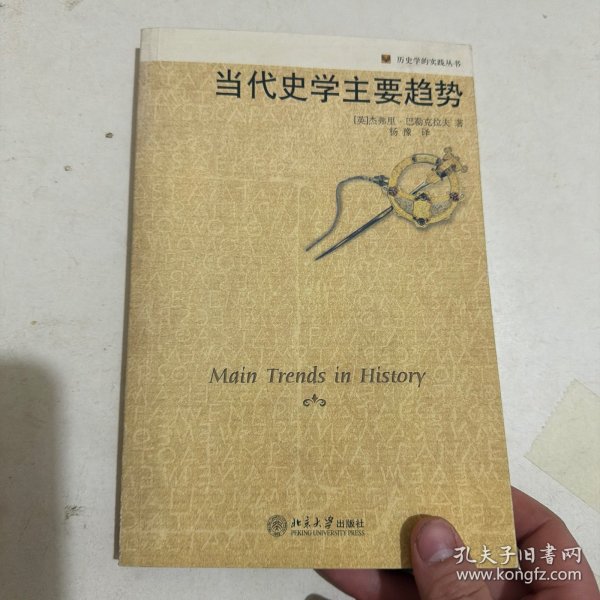 历史学的实践丛书
当代史学主要趋势
[英]杰弗里·巴勒克拉夫 著
杨豫 译
Main Trends in History
北京大学出版社
PEKING UNIVERSITY PRESS
孔夫子旧书网
www.kongfz.com